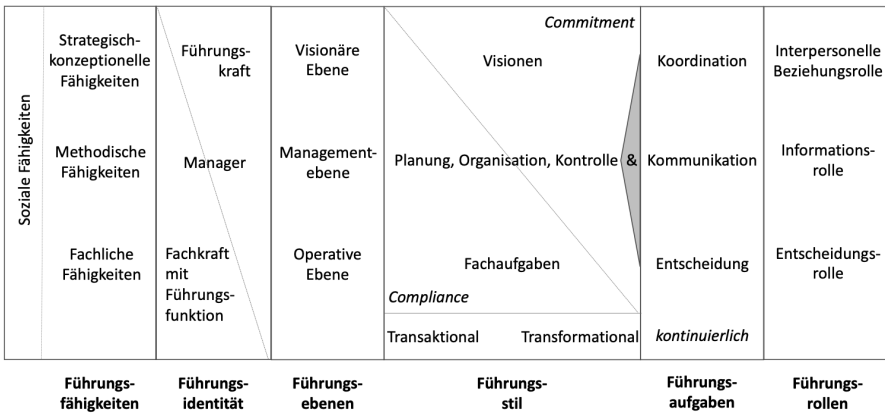 Soziale Fähigkeiten
Strategisch-
konzeptionelle
Fähigkeiten
Methodische
Fähigkeiten
Fachliche
Fähigkeiten
Führungs-
kraft
Manager
Fachkraft
mit
Führungs-
funktion
Visionäre
Ebene
Management-
ebene
Operative
Ebene
Commitment
Visionen
Planung, Organisation, Kontrolle &
Fachaufgaben
Compliance
Transaktional Transformational
Koordination
Kommunikation
Entscheidung
kontinuierlich
Interpersonelle
Beziehungsrolle
Informations-
rolle
Entscheidungs-
rolle
Führungs-
fähigkeiten
Führungs-
identität
Führungs-
ebenen
Führungs-
stil
Führungs-
aufgaben
Führungs-
rollen